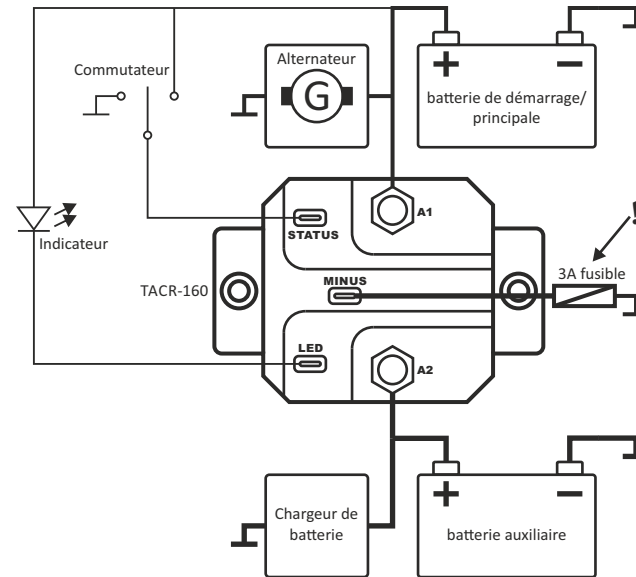 Commutateur
Alternateur
G
+
−
batterie de démarrage/
principale
Indicateur
STATUS
A1
TACR-160
MINUS
3A fusible
!
LED
A2
Chargeur de
batterie
+
−
batterie auxiliaire